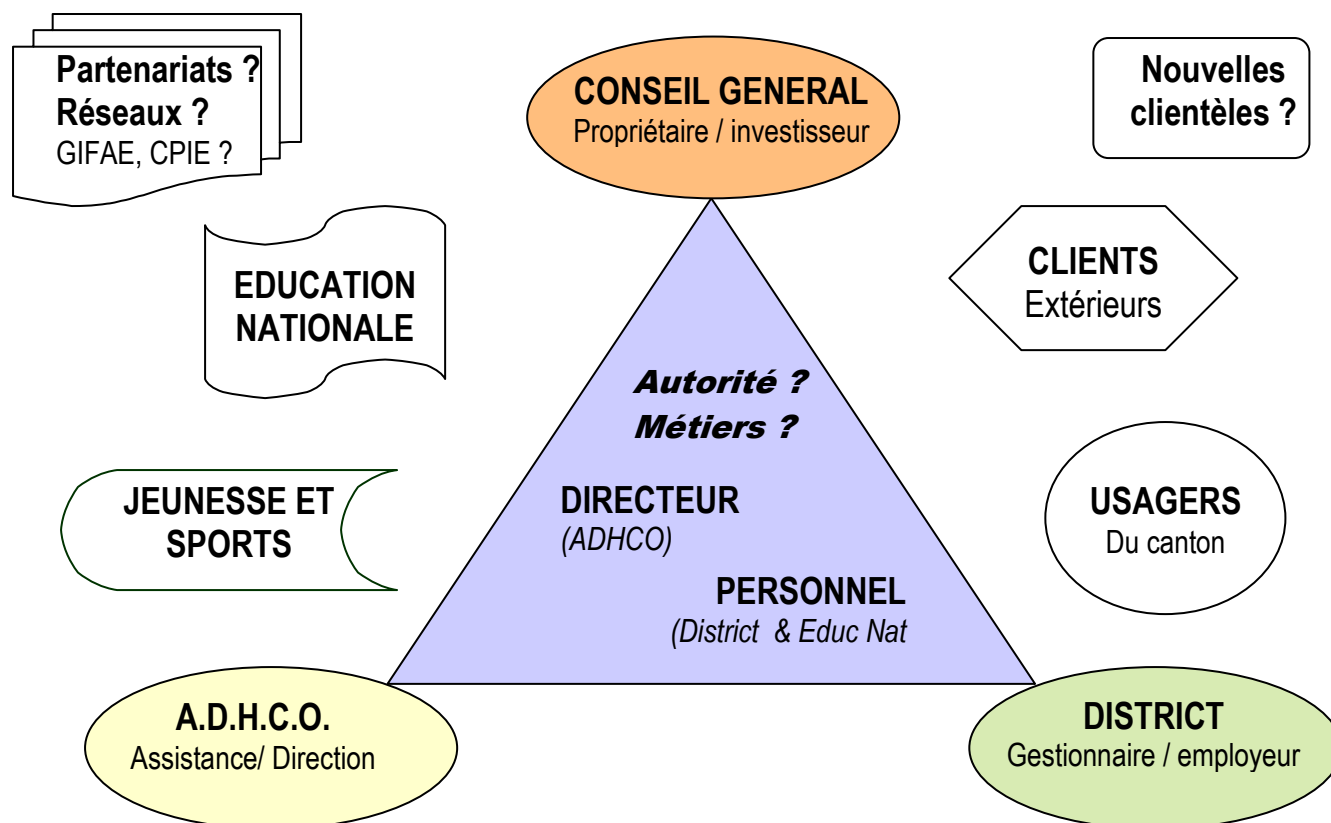 Partenariats ?
Réseaux ?
GIFAE, CPIE ?
CONSEIL GENERAL
Propriétaire / investisseur
Nouvelles
clientèles ?
EDUCATION
NATIONALE
CLIENTS
Extérieurs
Autorité ?
Métiers ?
JEUNESSE ET
SPORTS
DIRECTEUR
(ADHCO)
USAGERS
Du canton
PERSONNEL
(District & Educ Nat
A.D.H.C.O.
Assistance/ Direction
DISTRICT
Gestionnaire / employeur